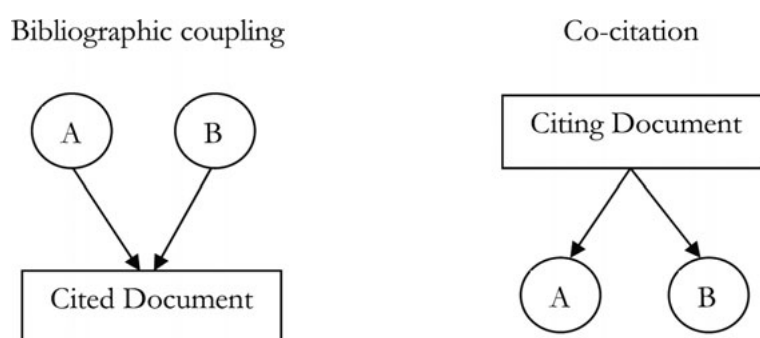 Bibliographic coupling
A
B
Cited Document
Co-citation
Citing Document
A
B